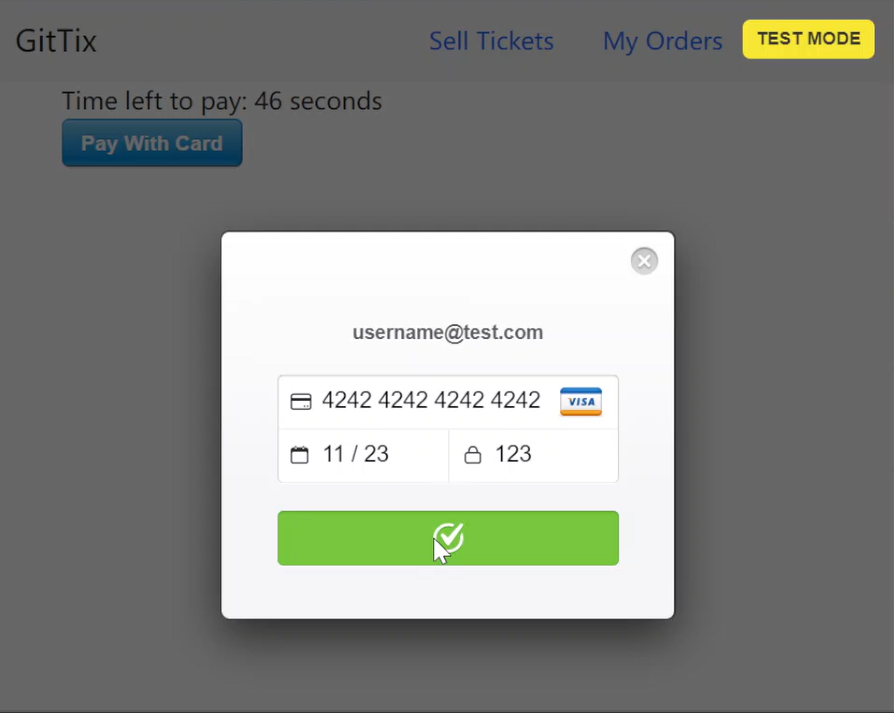 GitTix
Sell Tickets
My Orders
TEST MODE
Time left to pay: 46 seconds
Pay With Card
username@test.com
4242 4242 4242 4242
VISA
11 / 23
123